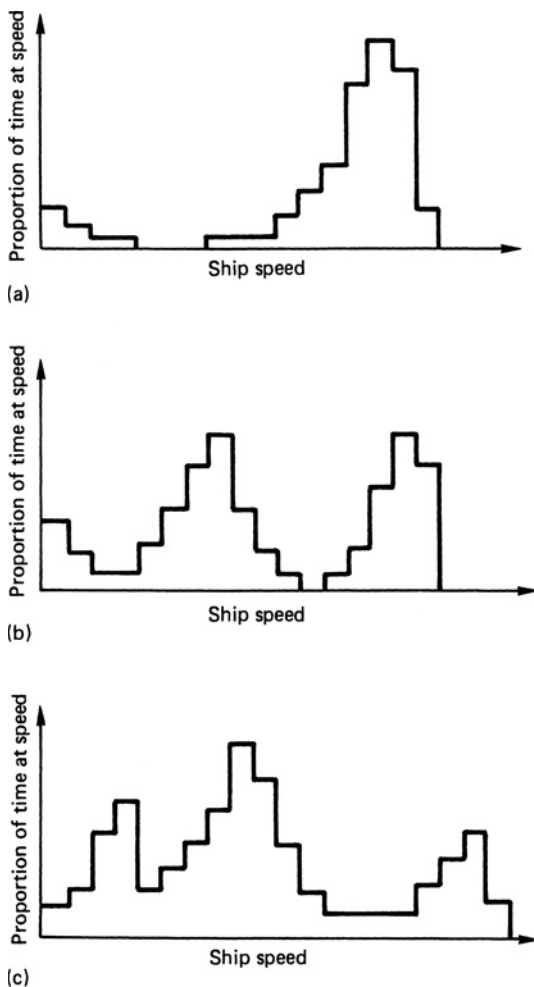 Proportion of time at speed
Ship speed
(a)
Proportion of time at speed
Ship speed
(b)
Proportion of time at speed
Ship speed
(c)